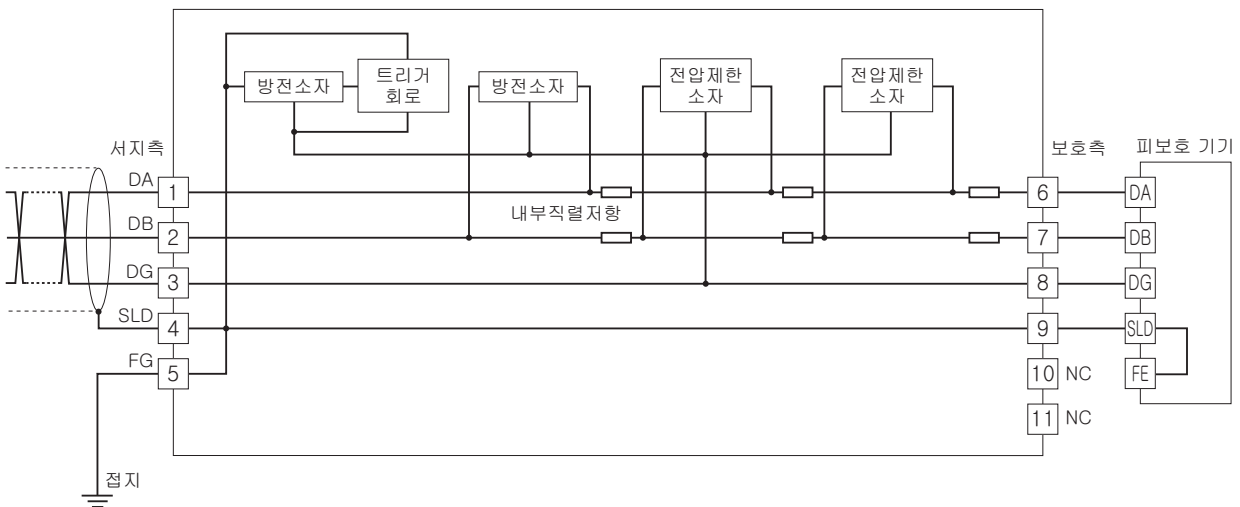 방전소자
트리거
회로
방전소자
전압제한
소자
전압제한
소자
서지측
보호측
피보호 기기
DA
1
6
DA
내부직렬저항
DB
2
7
DB
DG
3
8
DG
SLD
4
9
SLD
FG
5
10
NC
FE
11
NC
접지